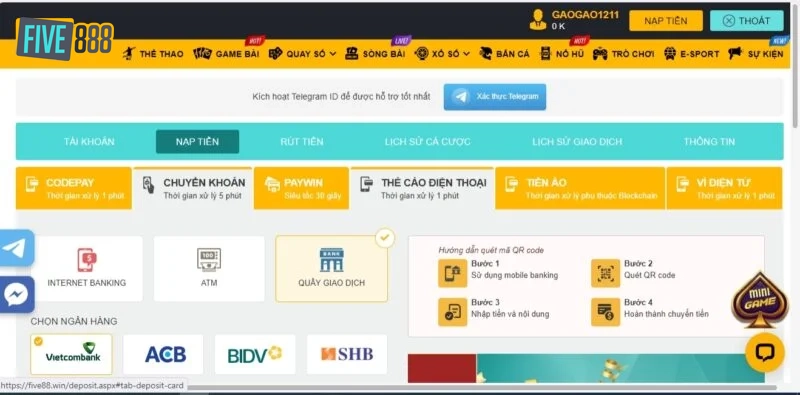 FIVE888
GAOGAO1211
0 K
NẠP TIỀN
THOÁT
THỂ THAO
GAME BÀI
HOT!
QUAY SỐ
SÒNG BÀI
LIVE!
XỔ SỐ
BẮN CÁ
NỔ HŨ
HOT!
TRÒ CHƠI
E-SPORT
SỰ KIỆN
NEW!
Kích hoạt Telegram ID để được hỗ trợ tốt nhất
Xác thực Telegram
TÀI KHOẢN
NẠP TIỀN
RÚT TIỀN
LỊCH SỬ CÁ CƯỢC
LỊCH SỬ GIAO DỊCH
THÔNG TIN
CODEPAY
Thời gian xử lý 1 phút
CHUYỂN KHOẢN
Thời gian xử lý 5 phút
PAYWIN
Siêu tốc 30 giây
THẺ CÀO ĐIỆN THOẠI
Thời gian xử lý 1 phút
TIỀN ẢO
Thời gian xử lý phụ thuộc Blockchain
VÍ ĐIỆN TỬ
Thời gian xử lý 1 phút
INTERNET BANKING
100
ATM
BANK
QUẦY GIAO DỊCH
Hướng dẫn quét mã QR code
Bước 1
Sử dụng mobile banking
Bước 2
Quét QR code
Bước 3
Nhập tiền và nội dung
Bước 4
Hoàn thành chuyển tiền
MINI
GAME
CHỌN NGÂN HÀNG
Vietcombank
ACB
BIDV
SHB
https://five88.win/deposit.aspx#tab-deposit-card